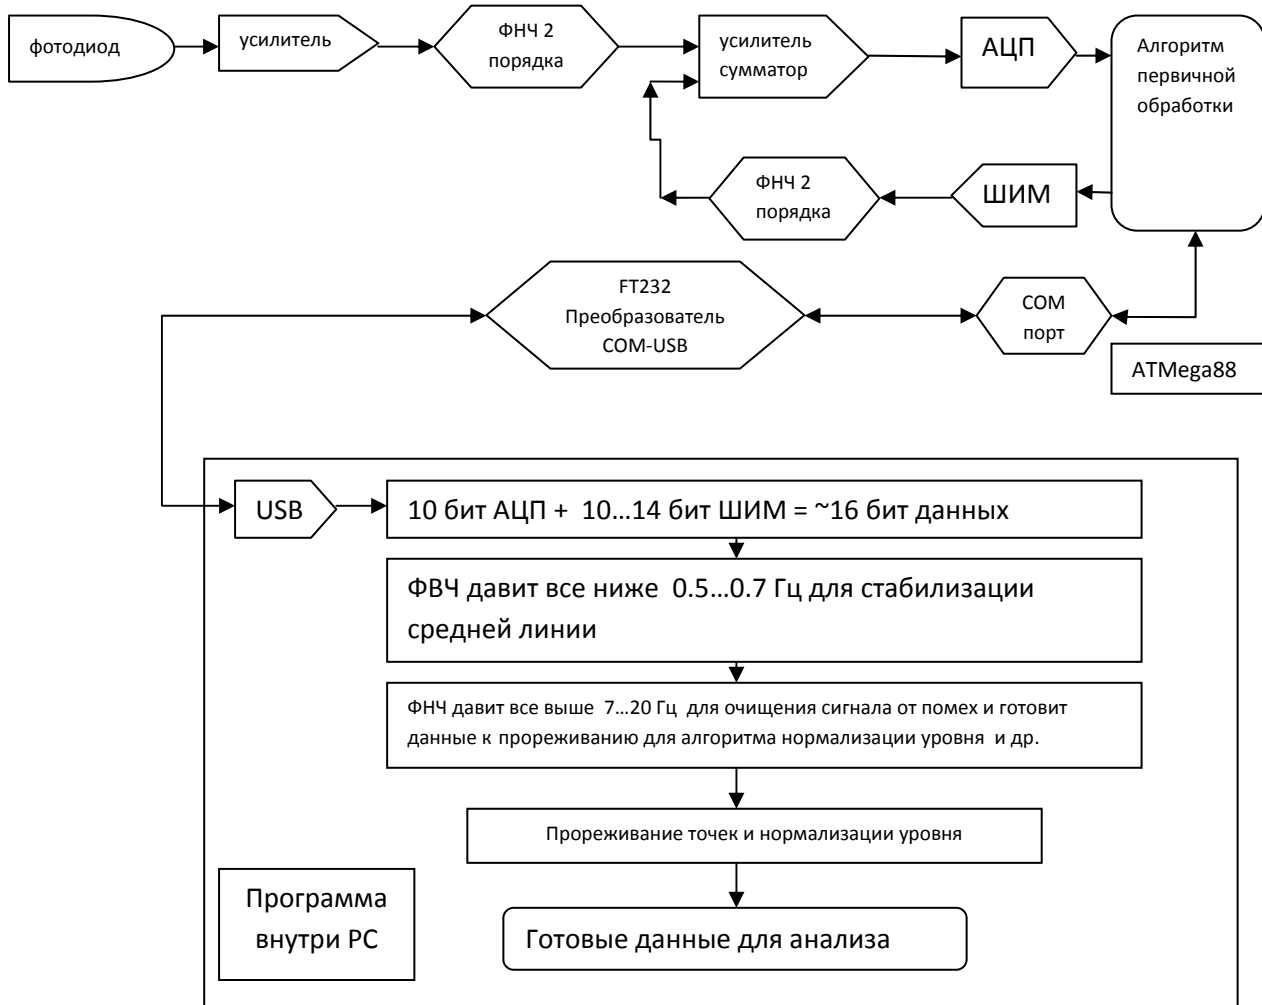 фотодиод
усилитель
ФНЧ 2
порядка
усилитель
сумматор
АЦП
Алгоритм
первичной
обработки
ФНЧ 2
порядка
ШИМ
FT232
Преобразователь
COM-USB
COM
порт
ATMega88
USB
10 бит АЦП + 10...14 бит ШИМ = ~16 бит данных
ФВЧ давит все ниже 0.5...0.7 Гц для стабилизации
средней линии
ФНЧ давит все выше 7...20 Гц для очищения сигнала от помех и готовит
данные к прореживанию для алгоритма нормализации уровня и др.
Прореживание точек и нормализации уровня
Программа
внутри PC
Готовые данные для анализа